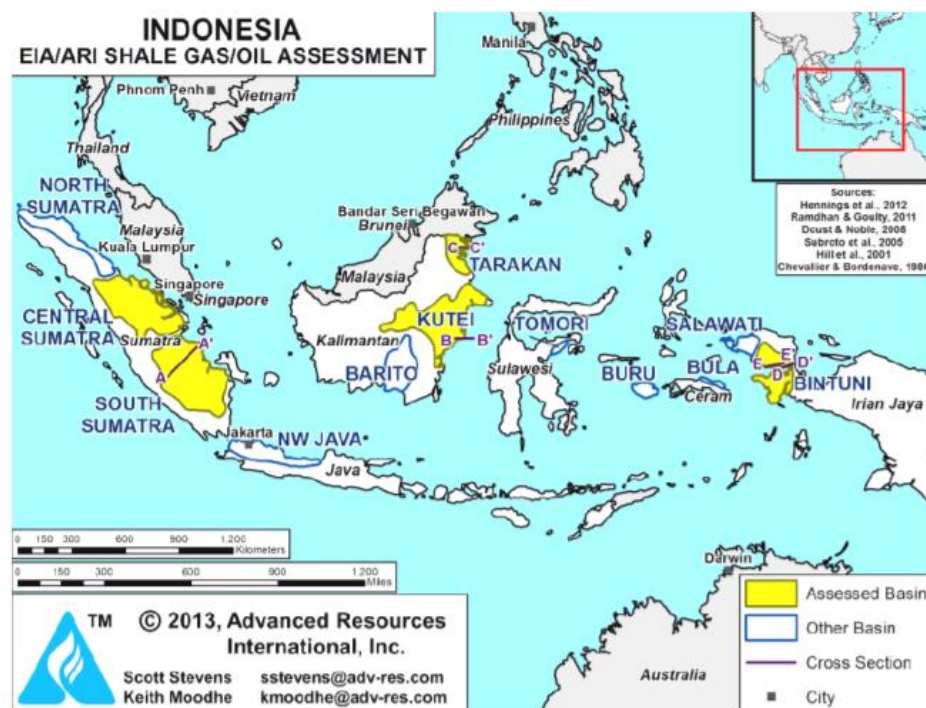 INDONESIA
EIA/ARI SHALE GAS/OIL ASSESSMENT
Manila
Phnom Penh
Vietnam
Philippines
Thailand
Sources:
Hennings et al., 2012
Ramdhan & Goulty, 2011
Doust & Noble, 2008
Subroto et al., 2005
Hill et al., 2001
Chevallier & Bordenave, 1986
NORTH
SUMATRA
Malaysia
Kuala Lumpur
Bandar Seri Begawan
Brunei
C C'
TARAKAN
Malaysia
Singapore
Singapore
CENTRAL
SUMATRA
Sumatra
A'
A
KUTEI
Kalimantan
B B'
BARITO
TOMORI
Sulawesi
SALAWATI
E E'
D D'
BINTUNI
BURU
BULA
Ceram
Irian Jaya
SOUTH
SUMATRA
Jakarta
NW JAVA
Java
0 150 300 600 900 1,200
Kilometers
0 150 300 600 900 1,200
Miles
Darwin
Australia
TM
© 2013, Advanced Resources
International, Inc.
Scott Stevens sstevens@adv-res.com
Keith Moodhe kmoodhe@adv-res.com
Assessed Basin
Other Basin
Cross Section
City